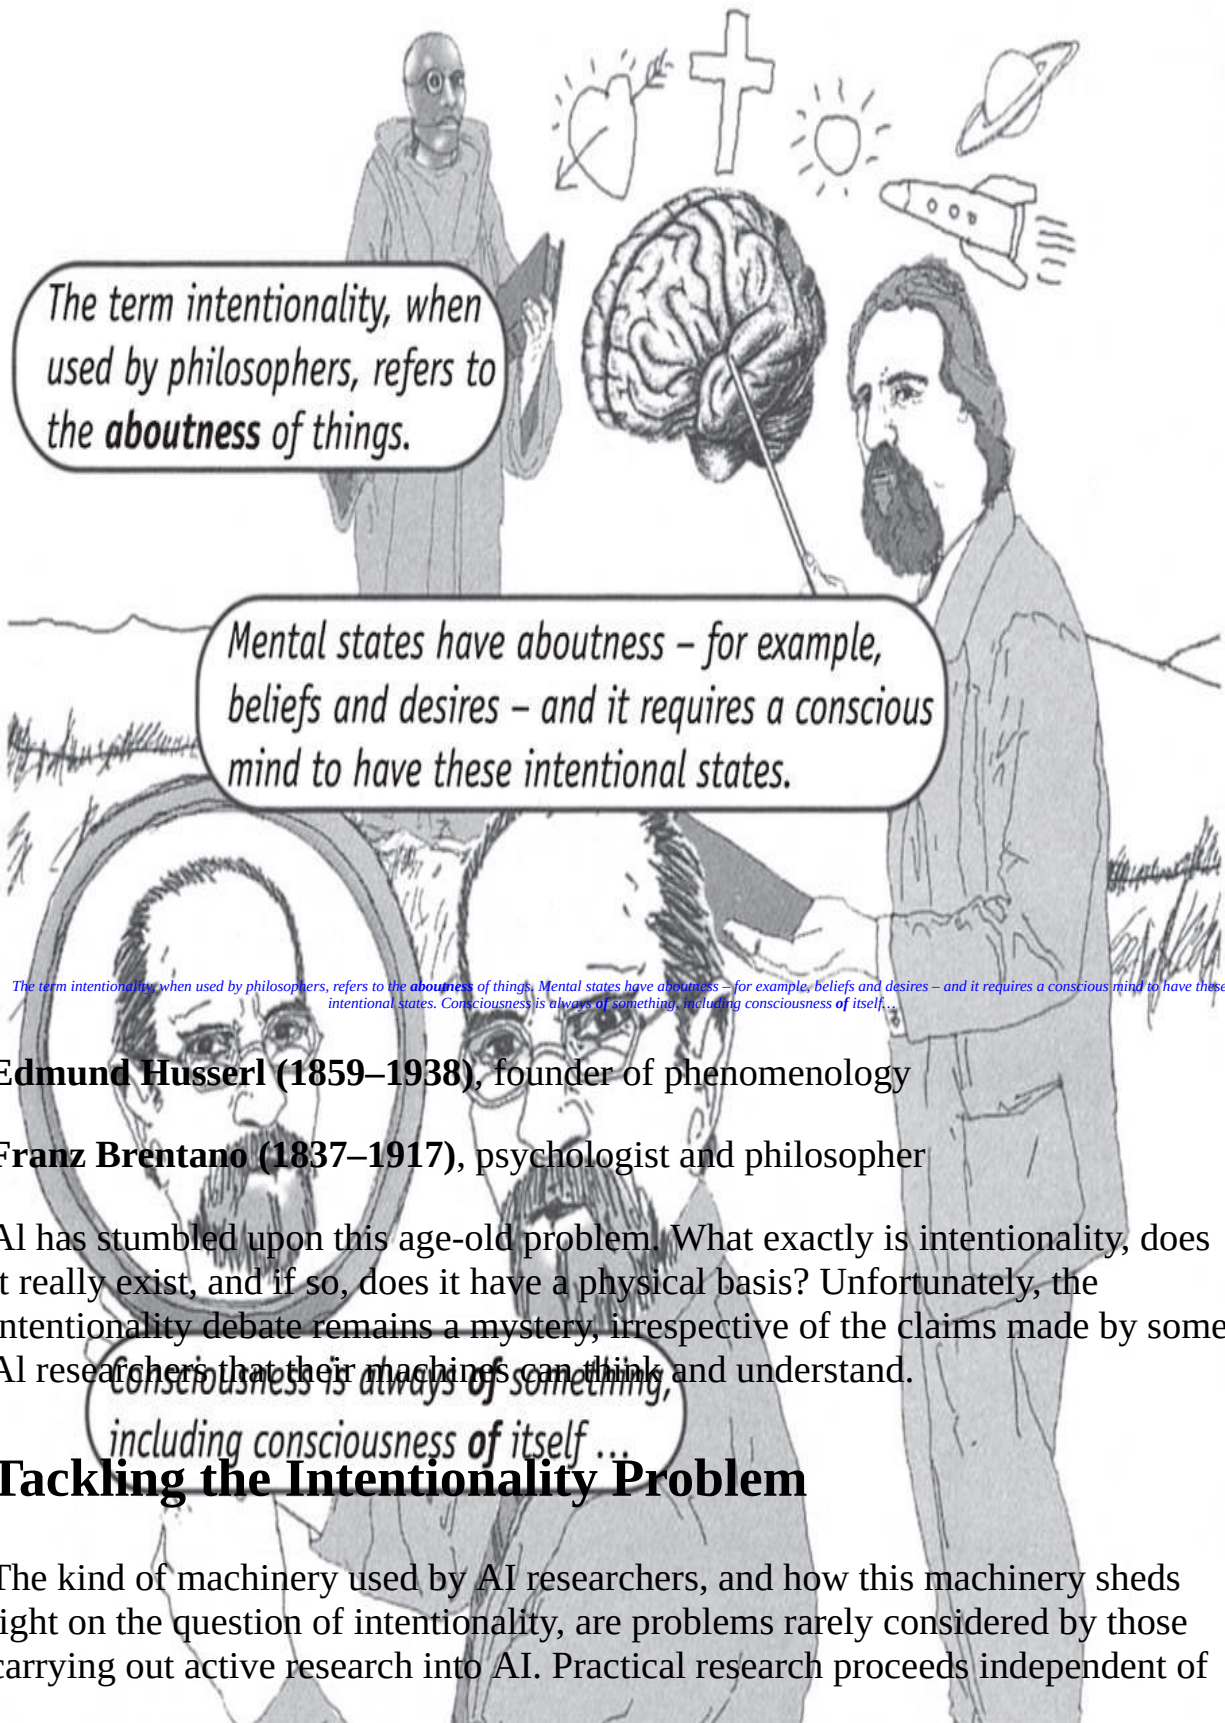 The term intentionality, when
used by philosophers, refers to
the aboutness of things.
Mental states have aboutness – for example,
beliefs and desires – and it requires a conscious
mind to have these intentional states.
The term intentionality, when used by philosophers, refers to the aboutness of things. Mental states have aboutness – for example, beliefs and desires – and it requires a conscious mind to have these
intentional states. Consciousness is always of something, including consciousness of itself…
Edmund Husserl (1859–1938), founder of phenomenology
Franz Brentano (1837–1917), psychologist and philosopher
Al has stumbled upon this age-old problem. What exactly is intentionality, does
it really exist, and if so, does it have a physical basis? Unfortunately, the
intentionality debate remains a mystery, irrespective of the claims made by some
Al researchers that their machines can think and understand.
Consciousness is always of something,
including consciousness of itself …
Tackling the Intentionality Problem
The kind of machinery used by AI researchers, and how this machinery sheds
light on the question of intentionality, are problems rarely considered by those
carrying out active research into AI. Practical research proceeds independent of